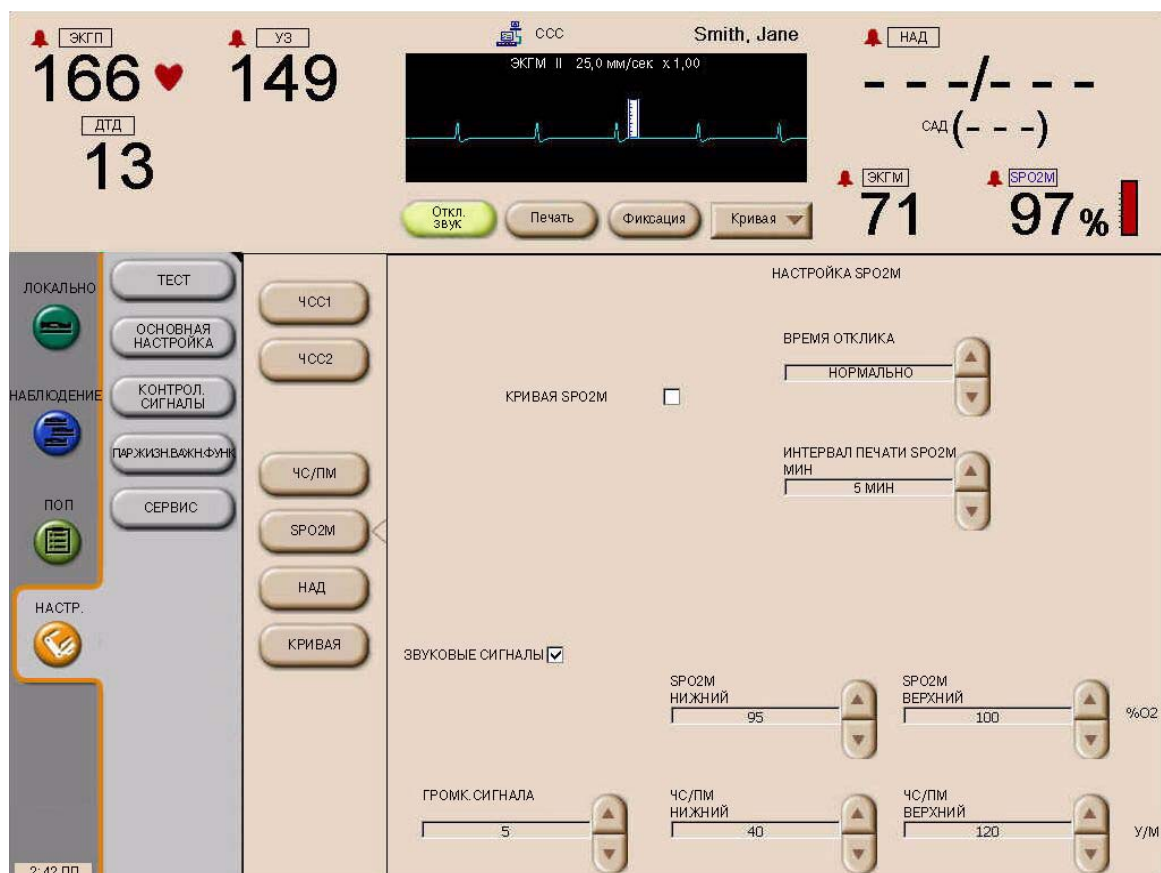 ЭКГП
УЗ
166
149
ДТД
13
ССС
Smith, Jane
ЭКГМ II 25,0 мм/сек x 1,00
Откл. звук
Печать
Фиксация
Кривая
НАД
- - -/- - -
САД (- - -)
ЭКГМ
71
SPO2M
97%
ЛОКАЛЬНО
НАБЛЮДЕНИЕ
ПОП
НАСТР.
2:42 ПП
ТЕСТ
ОСНОВНАЯ
НАСТРОЙКА
КОНТРОЛ.
СИГНАЛЫ
ПАР.ЖИЗН.ВАЖН.ФУНК
СЕРВИС
ЧСС1
ЧСС2
ЧС/ПМ
SPO2M
НАД
КРИВАЯ
НАСТРОЙКА SPO2M
КРИВАЯ SPO2M
ВРЕМЯ ОТКЛИКА
НОРМАЛЬНО
ИНТЕРВАЛ ПЕЧАТИ SPO2M
МИН
5 МИН
ЗВУКОВЫЕ СИГНАЛЫ
SPO2M
НИЖНИЙ
95
SPO2M
ВЕРХНИЙ
100
%O2
ГРОМК.СИГНАЛА
5
ЧС/ПМ
НИЖНИЙ
40
ЧС/ПМ
ВЕРХНИЙ
120
У/М